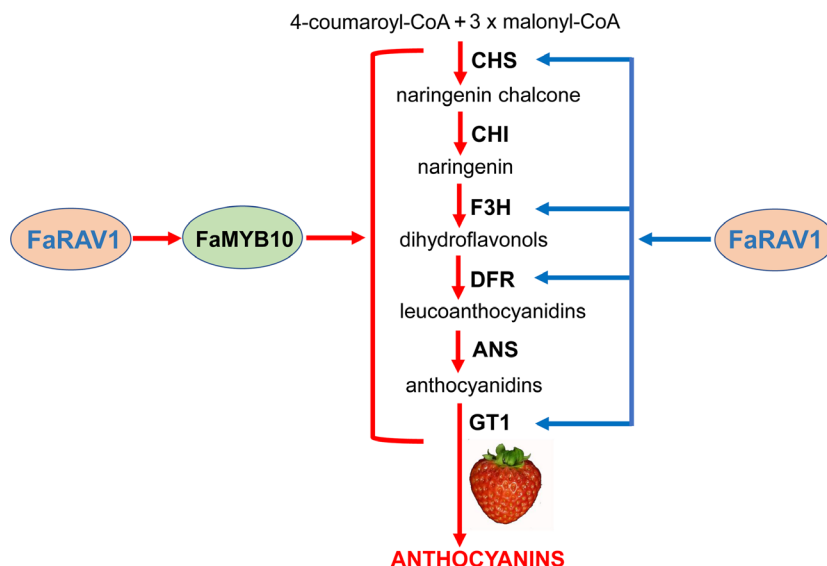 4-coumaroyl-CoA + 3 x malonyl-CoA
CHS
naringenin chalcone
CHI
naringenin
F3H
FaRAV1
FaMYB10
dihydroflavonols
FaRAV1
DFR
leucoanthocyanidins
ANS
anthocyanidins
GT1
ANTHOCYANINS